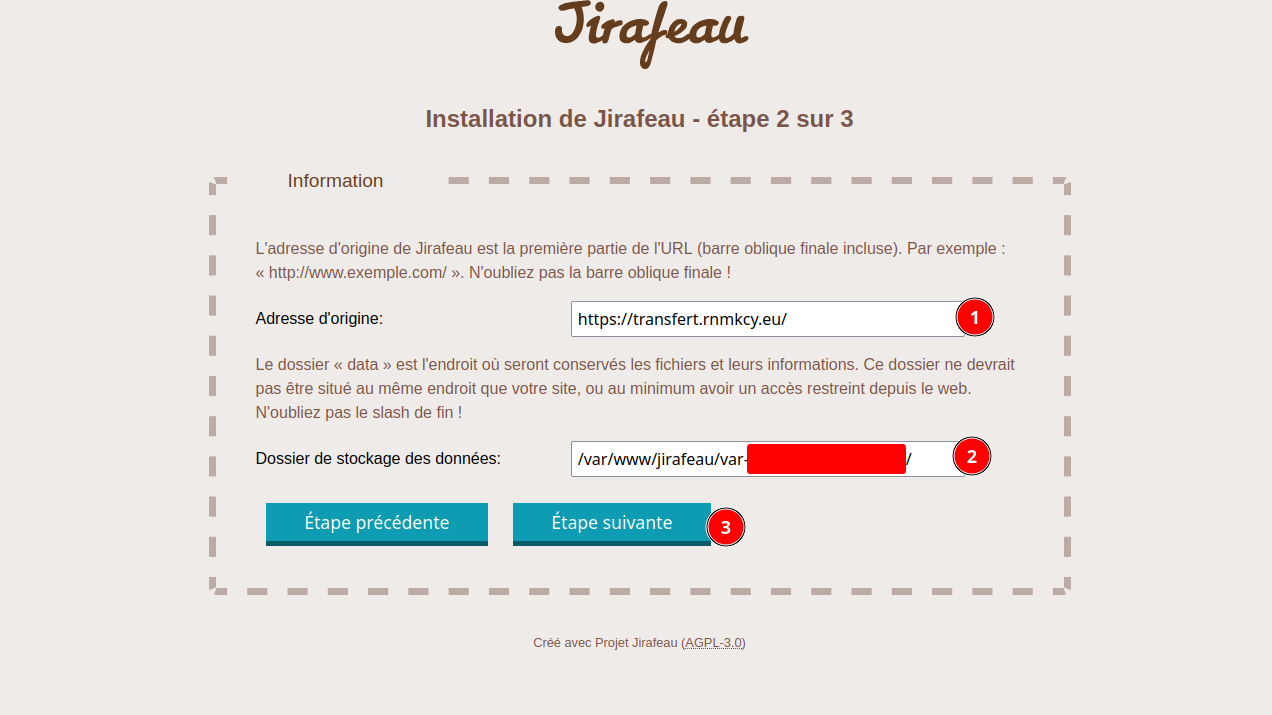 Jirafeau
Installation de Jirafeau - étape 2 sur 3
Information
L'adresse d'origine de Jirafeau est la première partie de l'URL (barre oblique finale incluse). Par exemple :
« http://www.exemple.com/ ». N'oubliez pas la barre oblique finale !
Adresse d'origine: https://transfert.rnmkcy.eu/ 1
Le dossier « data » est l'endroit où seront conservés les fichiers et leurs informations. Ce dossier ne devrait
pas être situé au même endroit que votre site, ou au minimum avoir un accès restreint depuis le web.
N'oubliez pas le slash de fin !
Dossier de stockage des données: /var/www/jirafeau/var- / 2
Étape précédente Étape suivante 3
Créé avec Projet Jirafeau (AGPL-3.0)